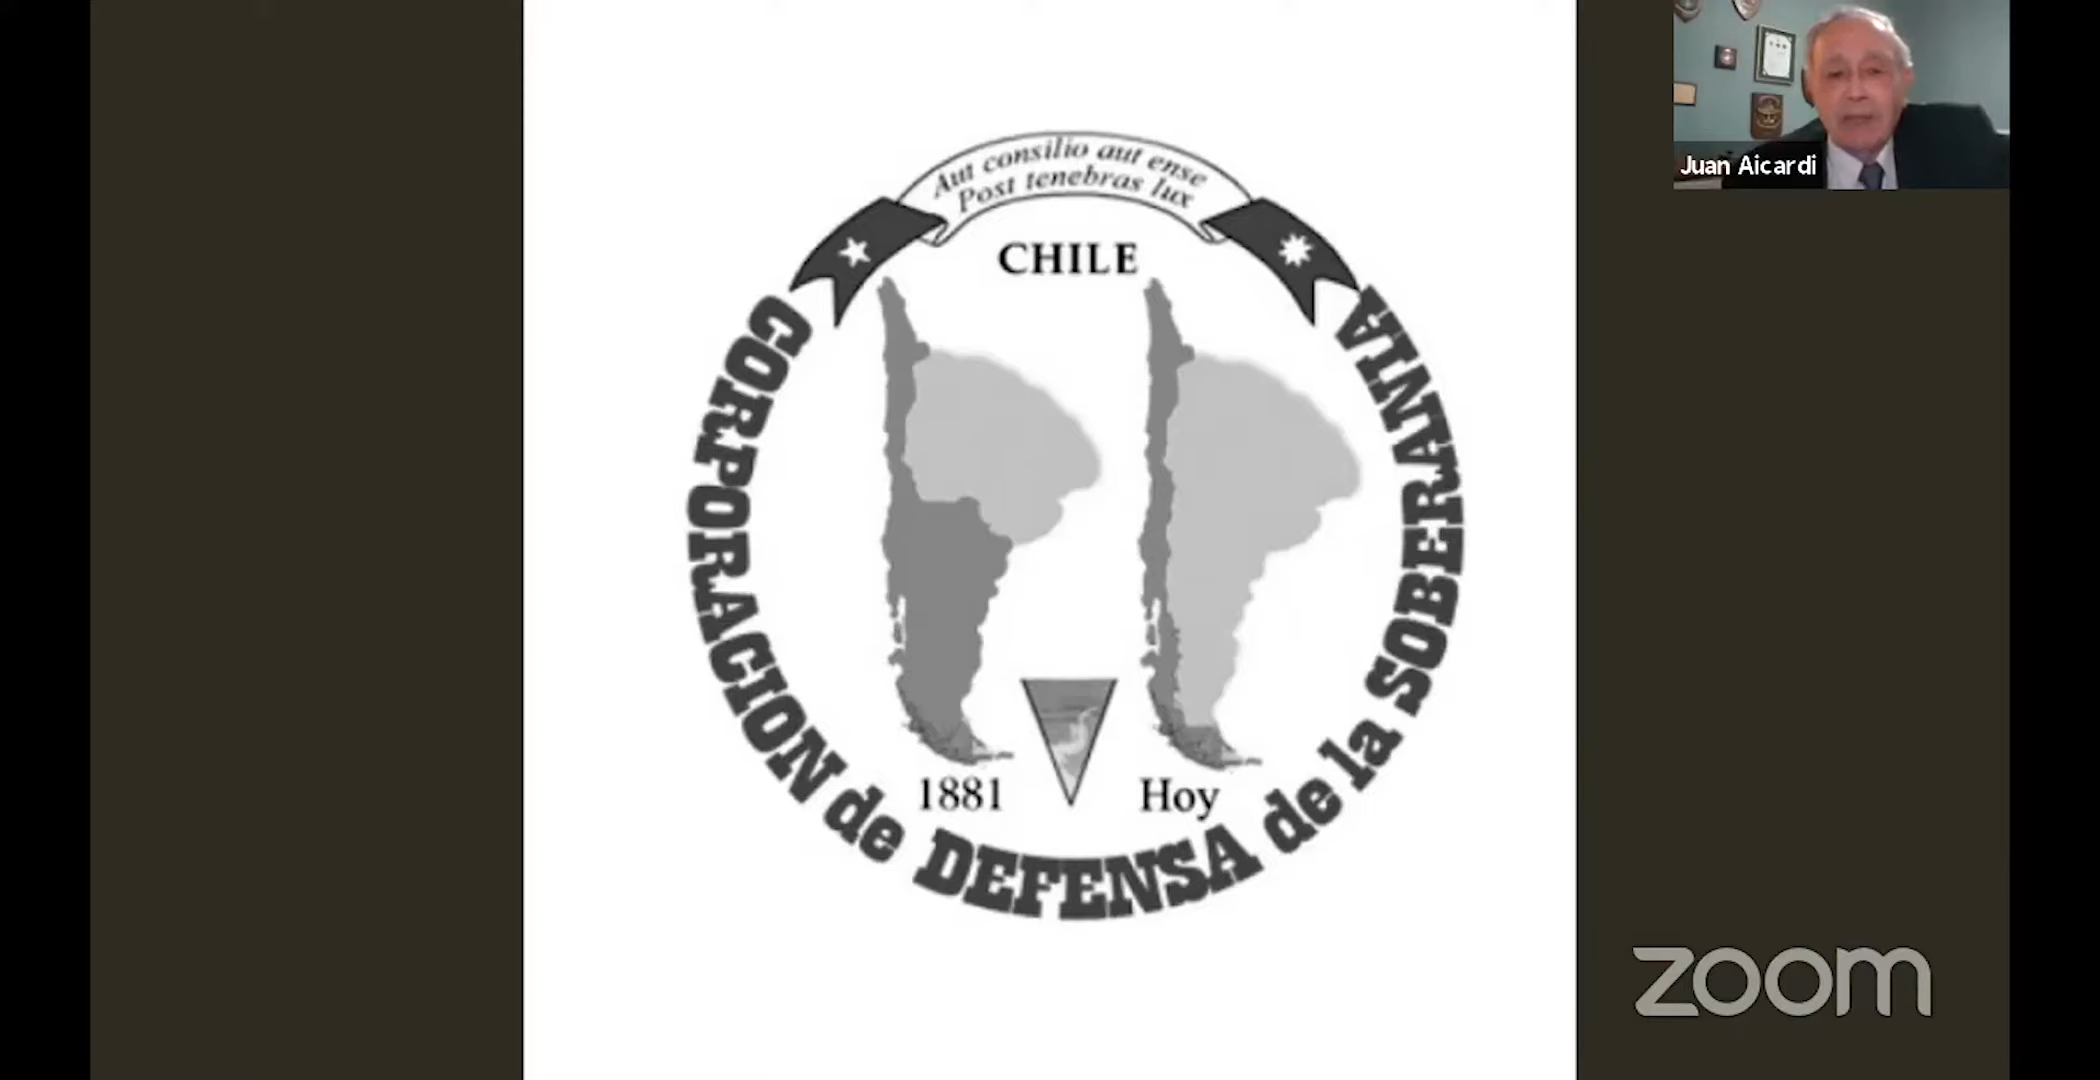 Aut consilio aut ense
Post tenebras lux
CHILE
CORPORACION de DEFENSA de la SOBERANIA
1881
Hoy
Juan Aicardi
zoom